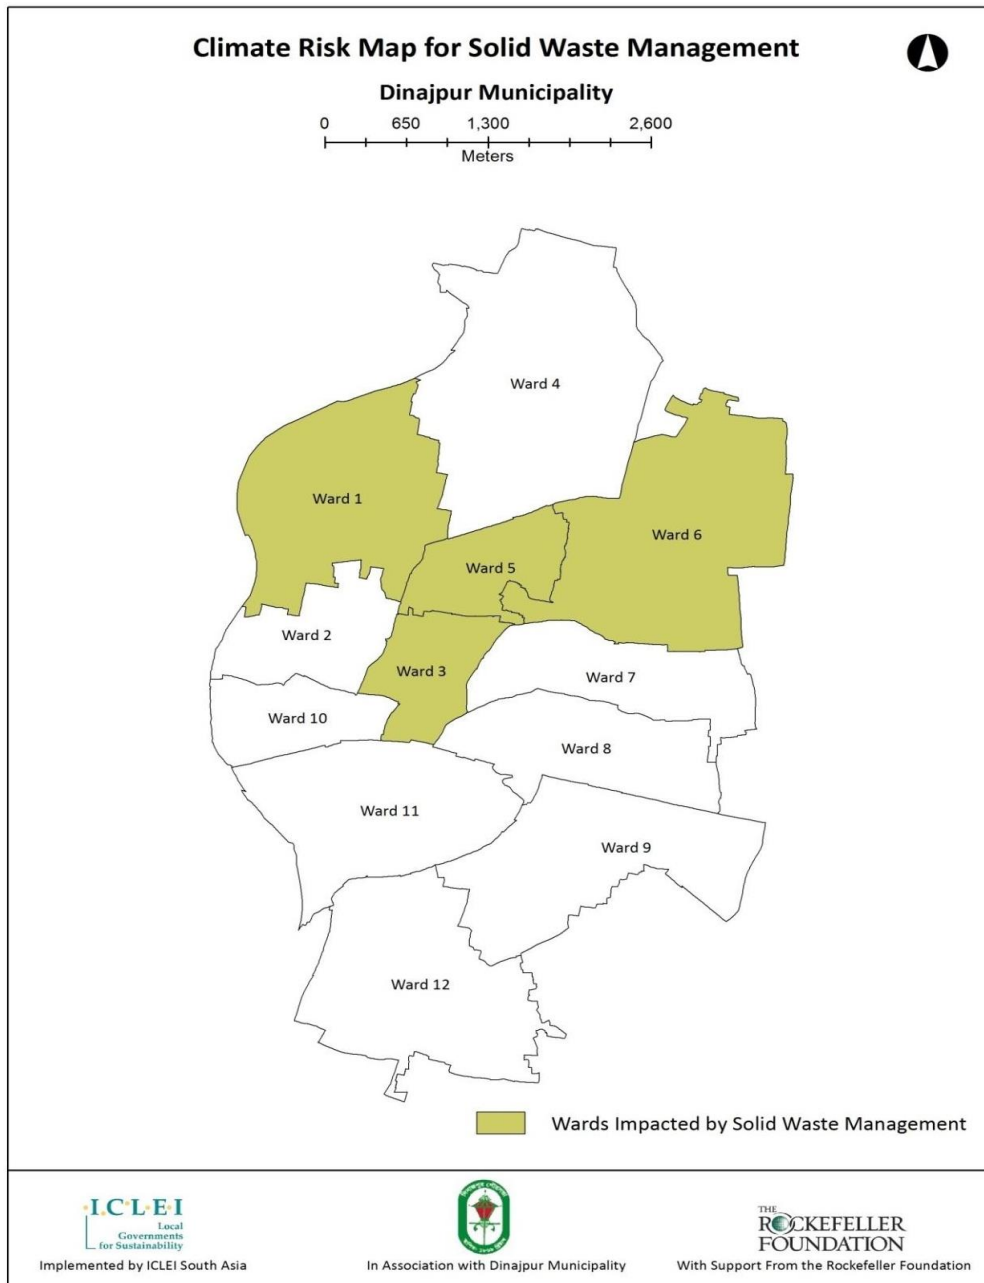 Climate Risk Map for Solid Waste Management
Dinajpur Municipality
0 650 1,300 2,600
Meters
Ward 4
Ward 1
Ward 6
Ward 5
Ward 2
Ward 3
Ward 7
Ward 10
Ward 8
Ward 11
Ward 9
Ward 12
Wards Impacted by Solid Waste Management
I.C.L.E.I
Local
Governments
for Sustainability
Implemented by ICLEI South Asia
In Association with Dinajpur Municipality
THE
ROCKEFELLER
FOUNDATION
With Support From the Rockefeller Foundation